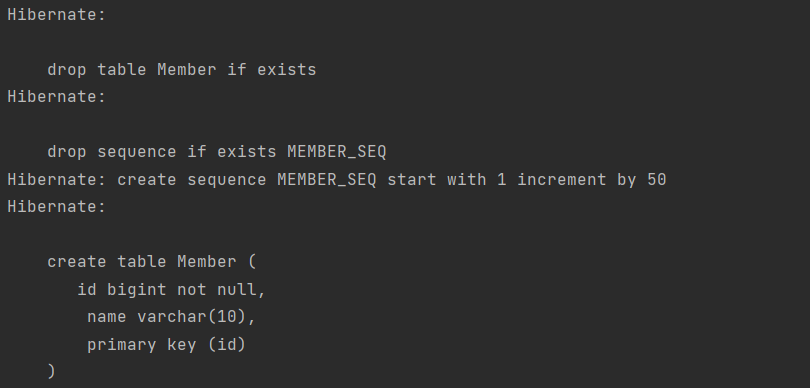 Hibernate:
    drop table Member if exists
Hibernate:
    drop sequence if exists MEMBER_SEQ
Hibernate: create sequence MEMBER_SEQ start with 1 increment by 50
Hibernate:
    create table Member (
       id bigint not null,
        name varchar(10),
        primary key (id)
    )